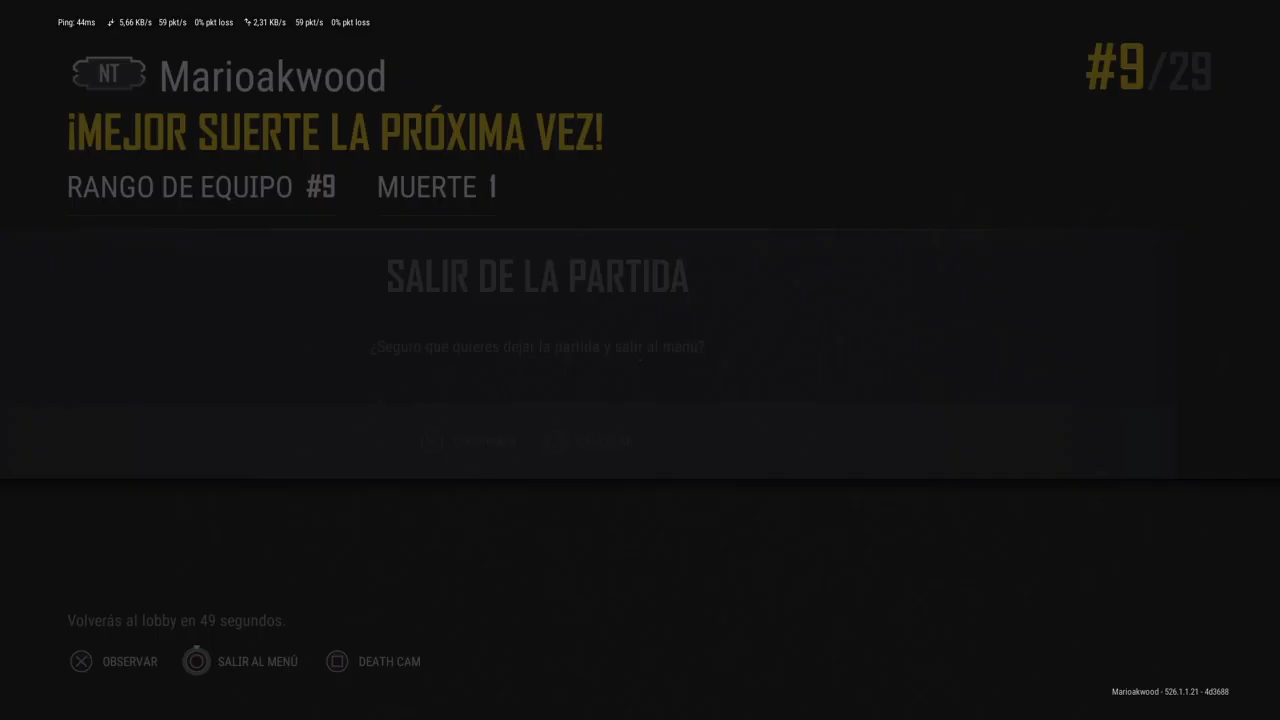 Ping: 44ms 5,66 KB/s 59 pkt/s 0% pkt loss 2,31 KB/s 59 pkt/s 0% pkt loss
NT Marioakwood
#9/29
¡MEJOR SUERTE LA PRÓXIMA VEZ!
RANGO DE EQUIPO #9 MUERTE 1
SALIR DE LA PARTIDA
¿Seguro que quieres dejar la partida y salir al menú?
Volverás al lobby en 49 segundos.
OBSERVAR SALIR AL MENÚ DEATH CAM
Marioakwood - 526.1.1.21 - 4d3688